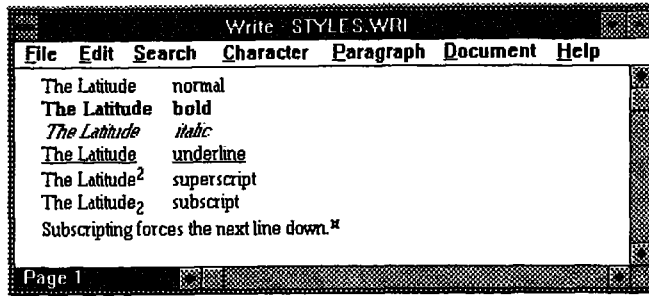 Write - STYLES.WRI
File Edit Search Character Paragraph Document Help
The Latitude normal
The Latitude bold
The Latitude italic
The Latitude underline
The Latitude² superscript
The Latitude₂ subscript
Subscripting forces the next line down.¤
Page 1